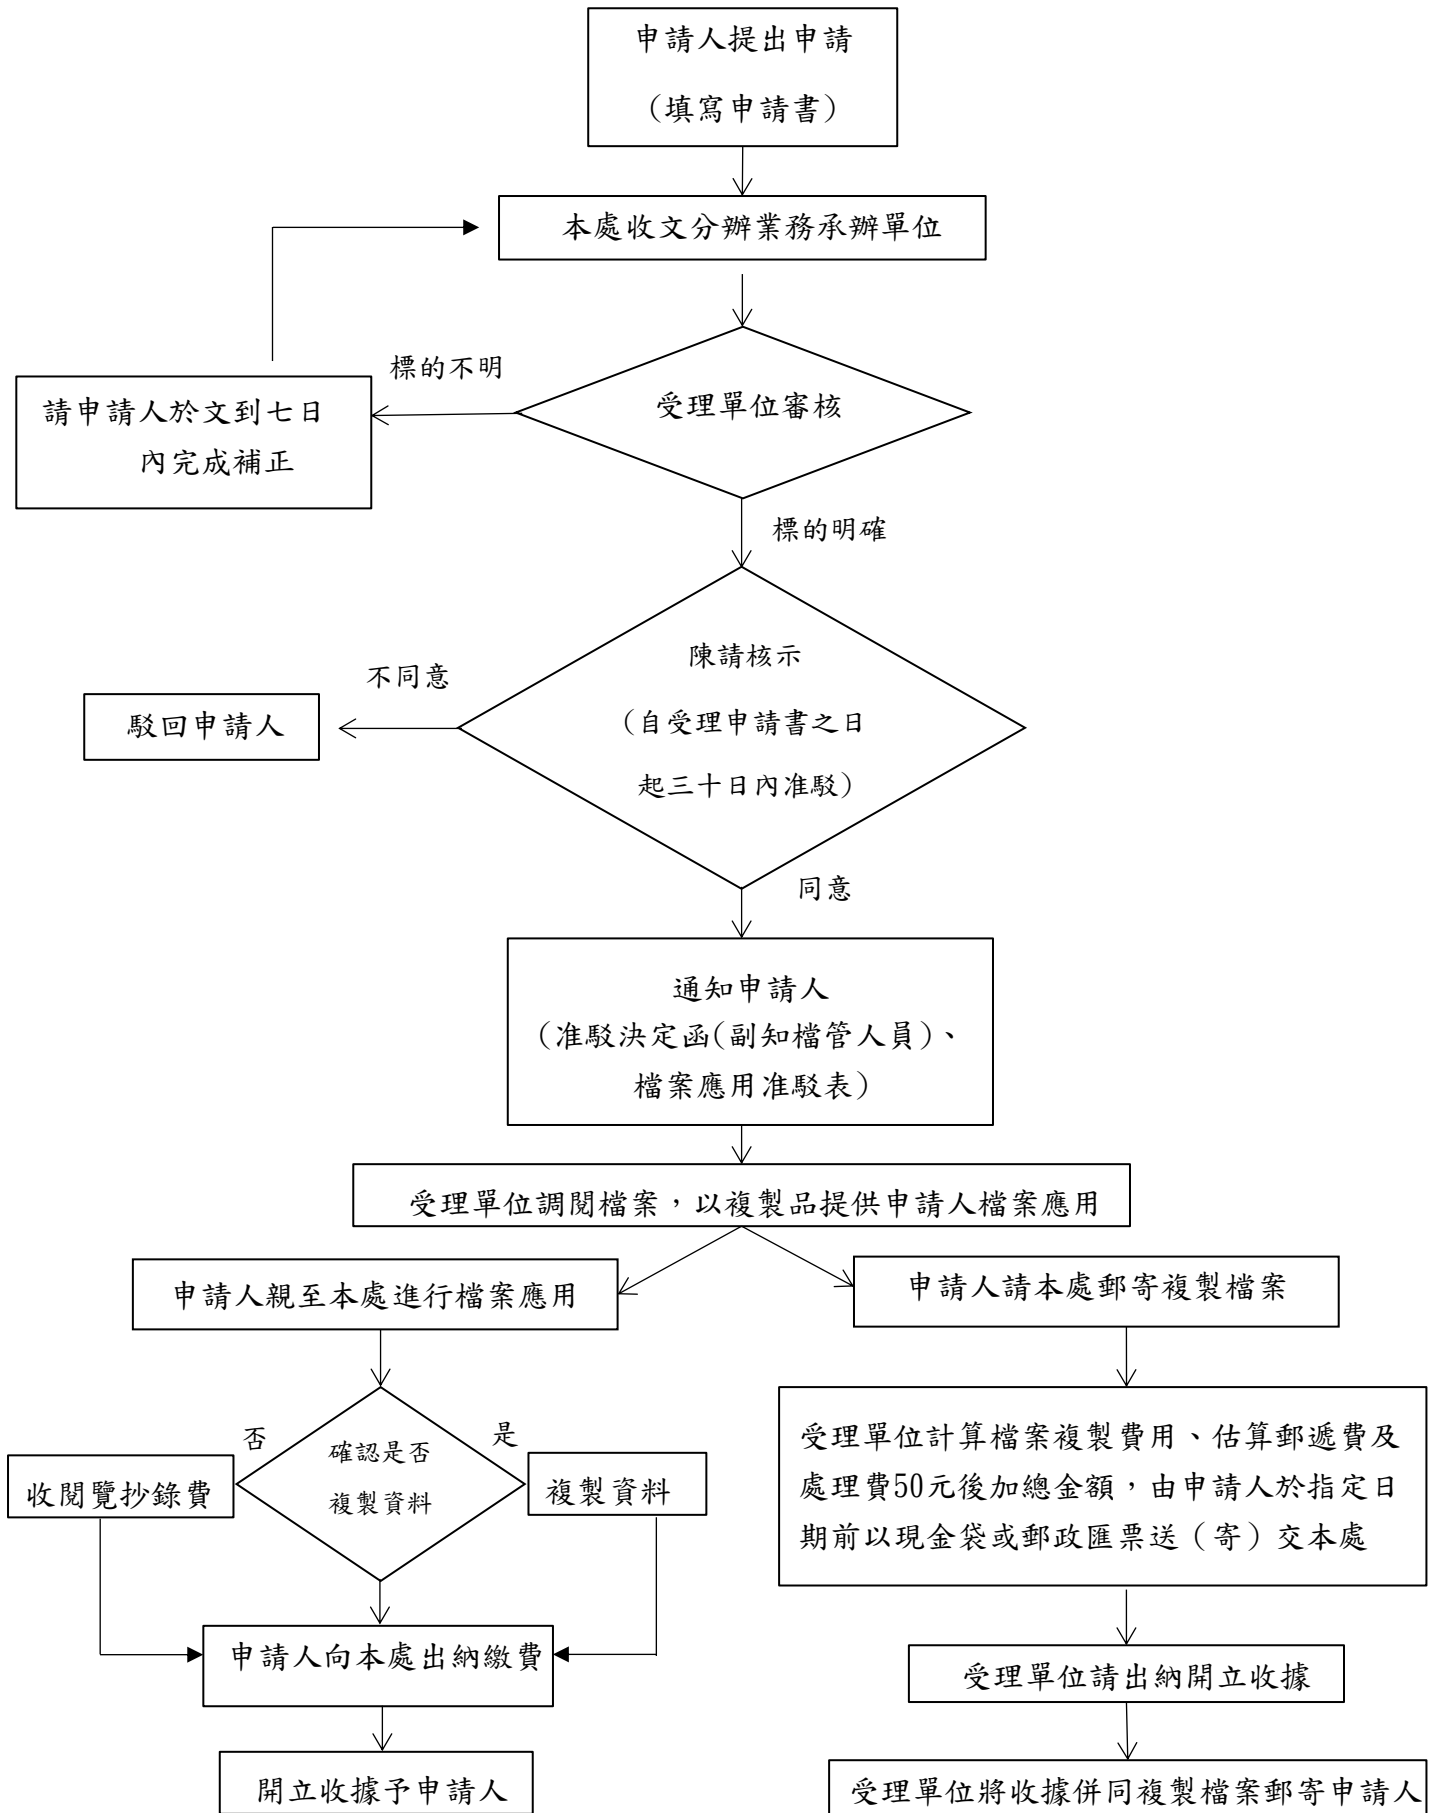 申請人提出申請
（填寫申請書）
本處收文分辦業務承辦單位
標的不明
受理單位審核
請申請人於文到七日
內完成補正
標的明確
陳請核示
不同意
（自受理申請書之日
駁回申請人
起三十日內准駁）
同意
通知申請人
（准駁決定函(副知檔管人員)、
檔案應用准駁表）
受理單位調閱檔案，以複製品提供申請人檔案應用
申請人親至本處進行檔案應用
申請人請本處郵寄複製檔案
否
是
確認是否
複製資料
收閱覽抄錄費
複製資料
受理單位計算檔案複製費用、估算郵遞費及
處理費50元後加總金額，由申請人於指定日
期前以現金袋或郵政匯票送（寄）交本處
申請人向本處出納繳費
受理單位請出納開立收據
開立收據予申請人
受理單位將收據併同複製檔案郵寄申請人